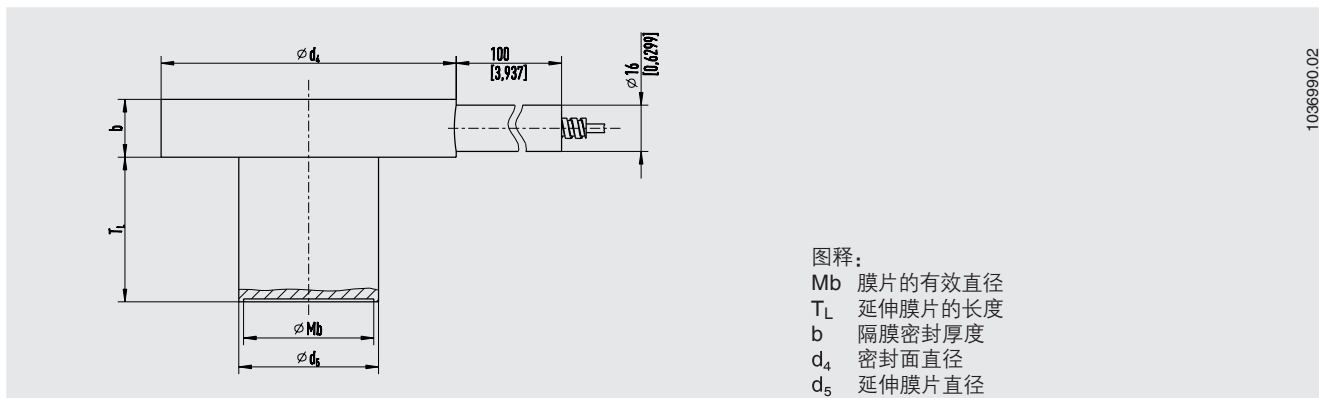 ⌀ d₄
100
[3,937]
⌀ 16
[0,6299]
b
T_L
⌀ Mb
⌀ d₅
1036990.02
图释：
Mb 膜片的有效直径
T_L 延伸膜片的长度
b 隔膜密封厚度
d₄ 密封面直径
d₅ 延伸膜片直径